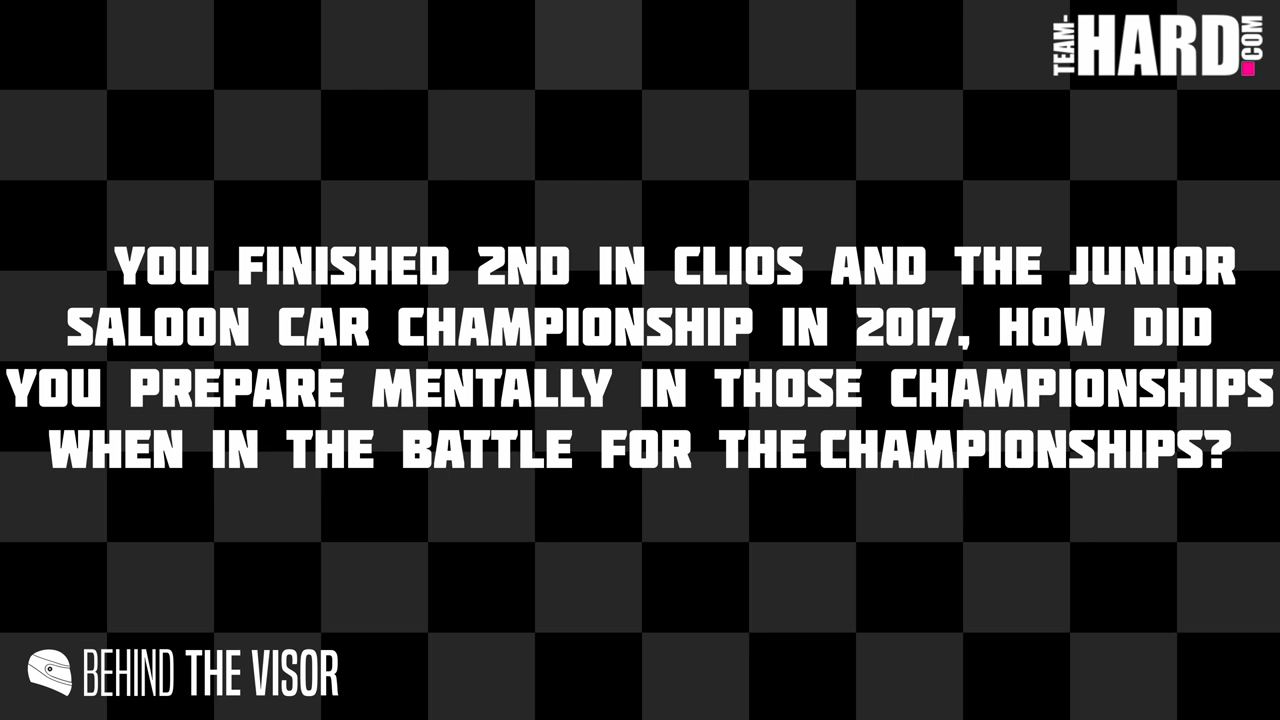 TEAM-HARD.COM
YOU FINISHED 2ND IN CLIOS AND THE JUNIOR
SALOON CAR CHAMPIONSHIP IN 2017, HOW DID
YOU PREPARE MENTALLY IN THOSE CHAMPIONSHIPS
WHEN IN THE BATTLE FOR THE CHAMPIONSHIPS?
BEHIND THE VISOR